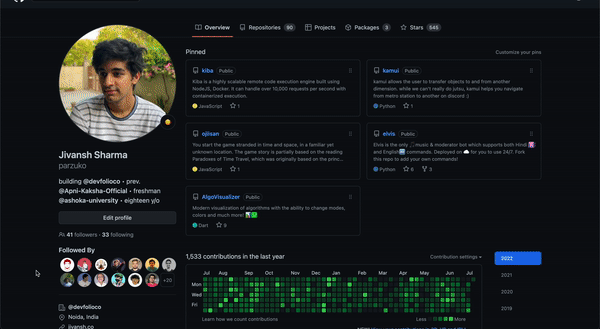 Overview Repositories 90 Projects Packages 3 Stars 545
Pinned
Customize your pins
kiba Public
Kiba is a highly scalable remote code execution engine built using
NodeJS, Docker. It can handle over 10,000 requests per second with
containerized execution.
JavaScript 1
kamui Public
kamui allows the user to transfer objects to and from another
dimension. while we can't really do jutsu, kamui helps you navigate
from metro station to another on discord :)
Python 1
ojiisan Public
You start the game stranded in time and space, in a familiar yet
unknown location. The game story is partially based on the reading
Paradoxes of Time Travel, which was originally based on the princ...
JavaScript 1
elvis Public
Elvis is the only 🎵music & moderator bot which supports both Hindi
and English commands. Deployed on ☁️ for you to use 24/7. Fork
this repo to add your own commands!
Python 6 3
AlgoVisualizer Public
Modern visualization of algorithms with the ability to change modes,
colors and much more!
Dart 9
Jivansh Sharma
parzuko
building @devfolioco • prev.
@Apni-Kaksha-Official • freshman
@ashoka-university • eighteen y/o
Edit profile
41 followers · 33 following
Followed By
+20
@devfolioco
Noida, India
jivansh.co
1,533 contributions in the last year
Contribution settings
2022
2021
2020
2019
Jul Aug Sep Oct Nov Dec Jan Feb Mar Apr May Jun Jul
Mon
Wed
Fri
Learn how we count contributions
Less More